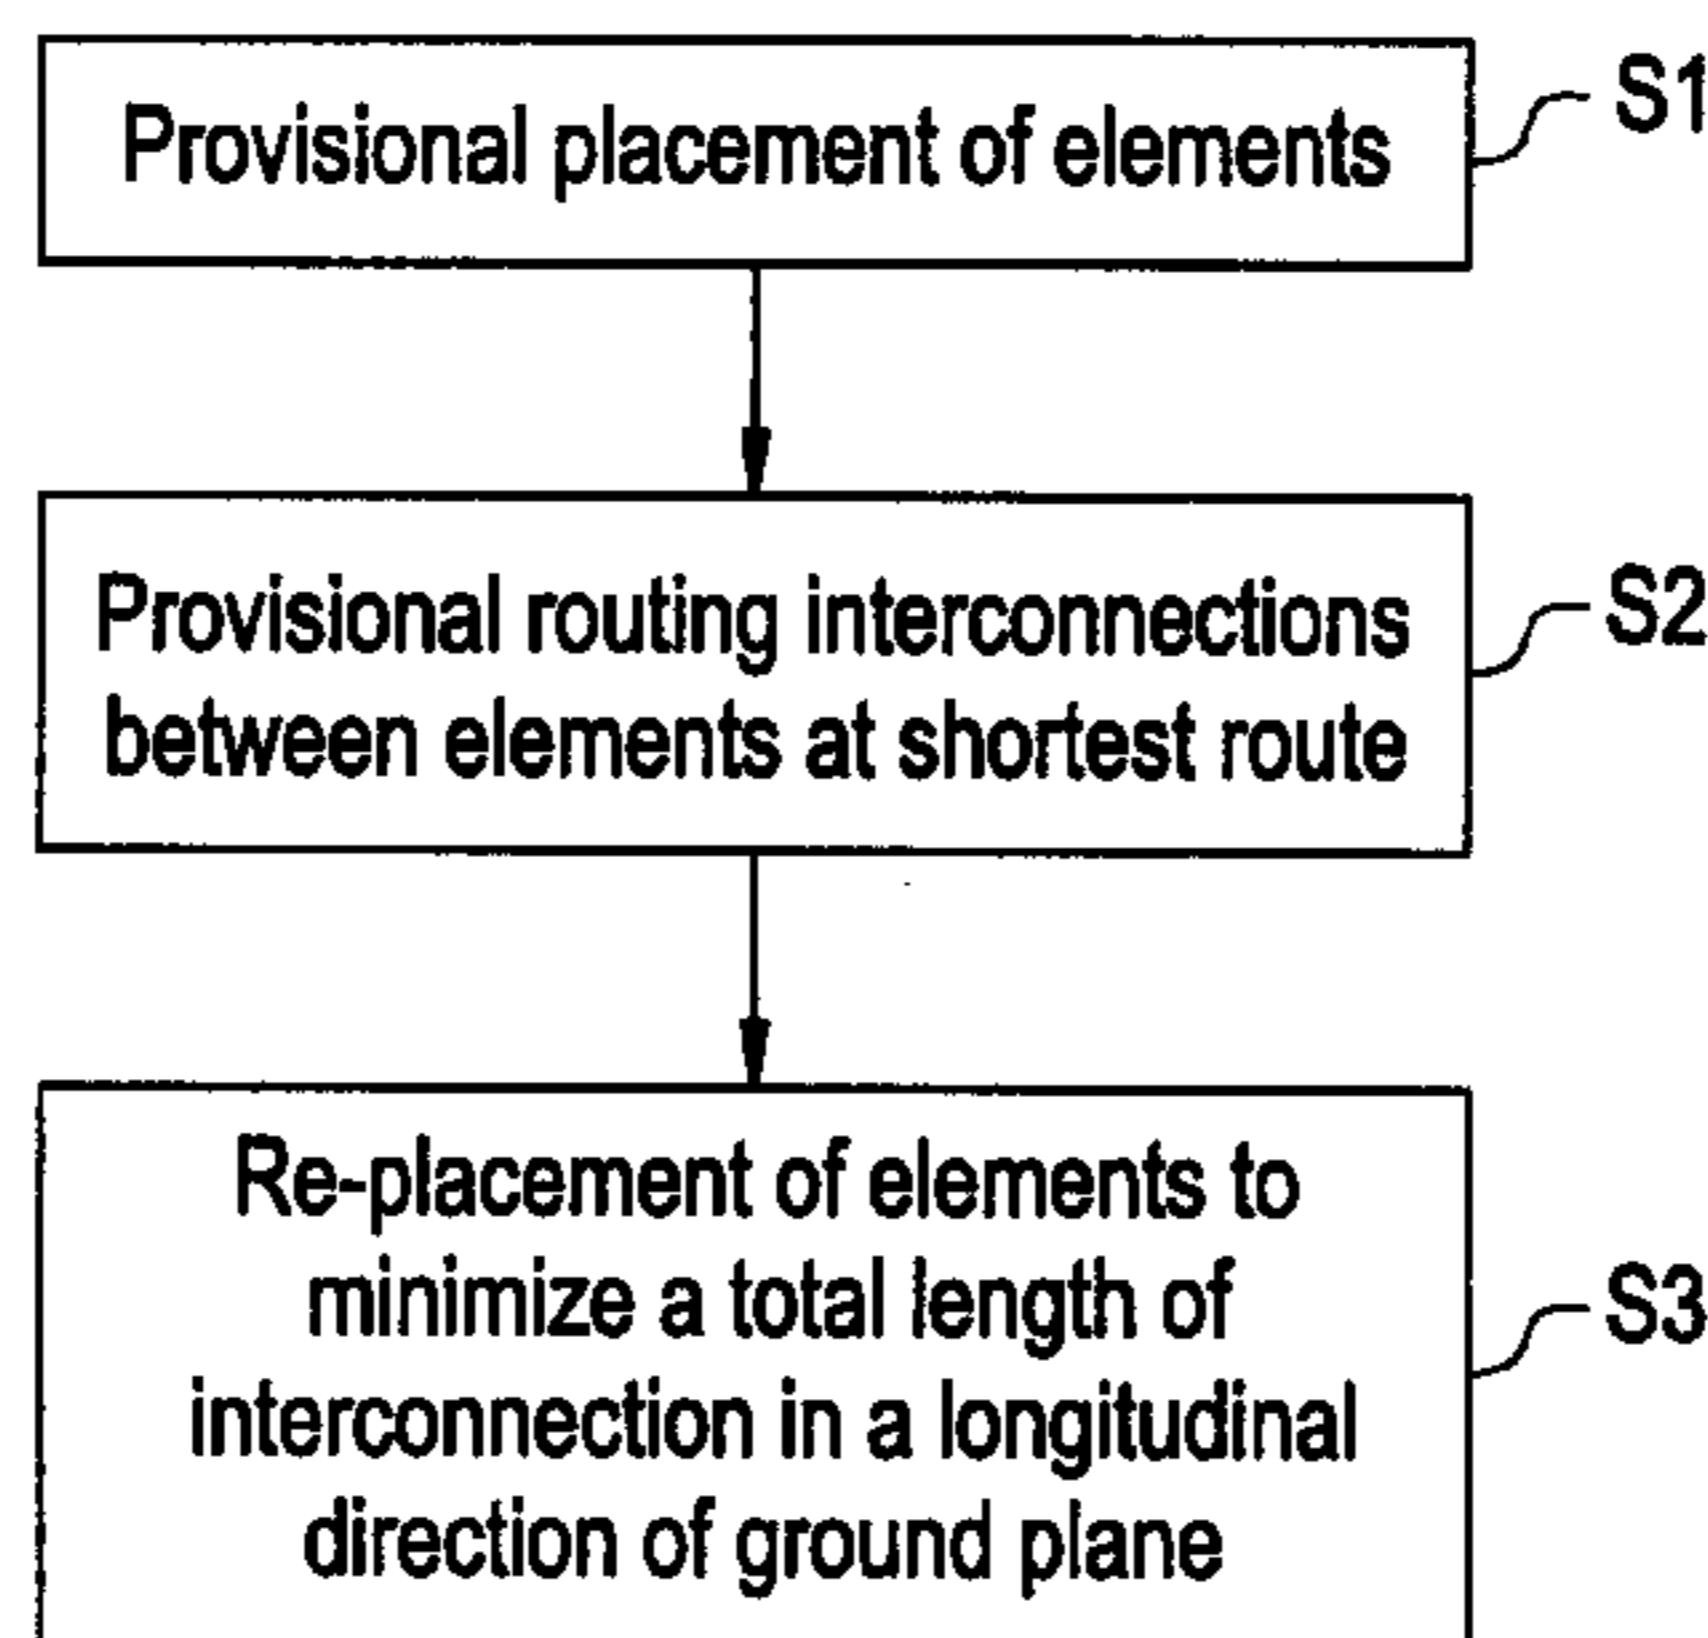 Provisional placement of elements
S1
Provisional routing interconnections
between elements at shortest route
S2
Re-placement of elements to
minimize a total length of
interconnection in a longitudinal
direction of ground plane
S3